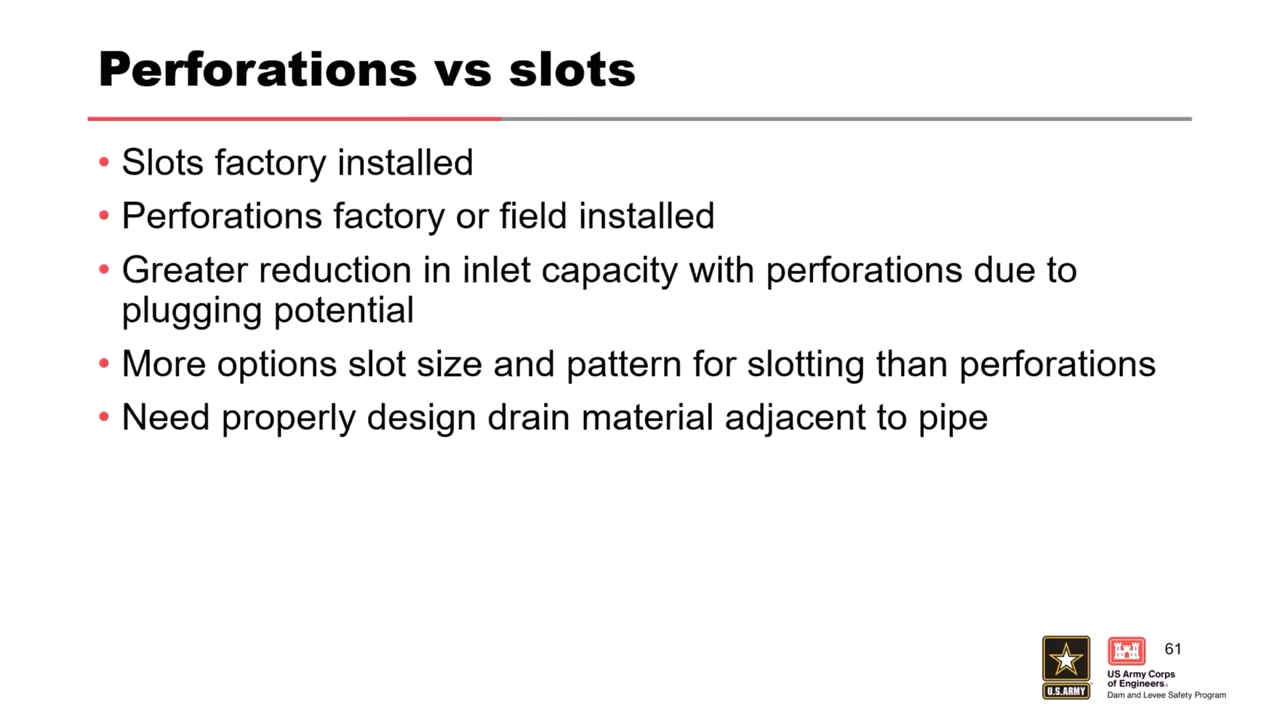 Perforations vs slots
• Slots factory installed
• Perforations factory or field installed
• Greater reduction in inlet capacity with perforations due to
plugging potential
• More options slot size and pattern for slotting than perforations
• Need properly design drain material adjacent to pipe
61
U.S.ARMY
US Army Corps
of Engineers®
Dam and Levee Safety Program